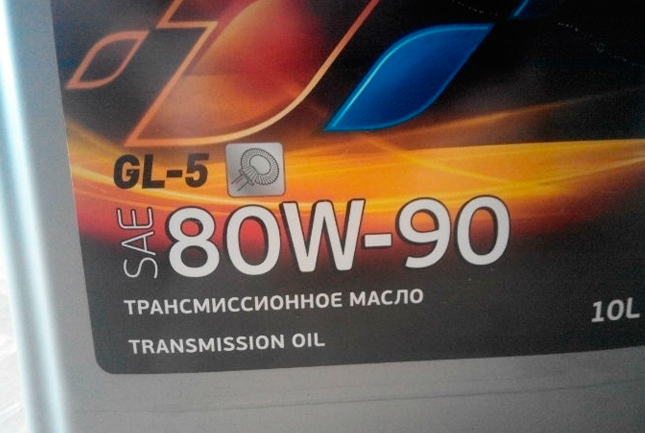 GL-5
SAE 80W-90
ТРАНСМИССИОННОЕ МАСЛО
10L
TRANSMISSION OIL